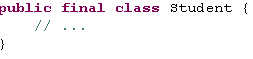 public final class Student {
// ...
}